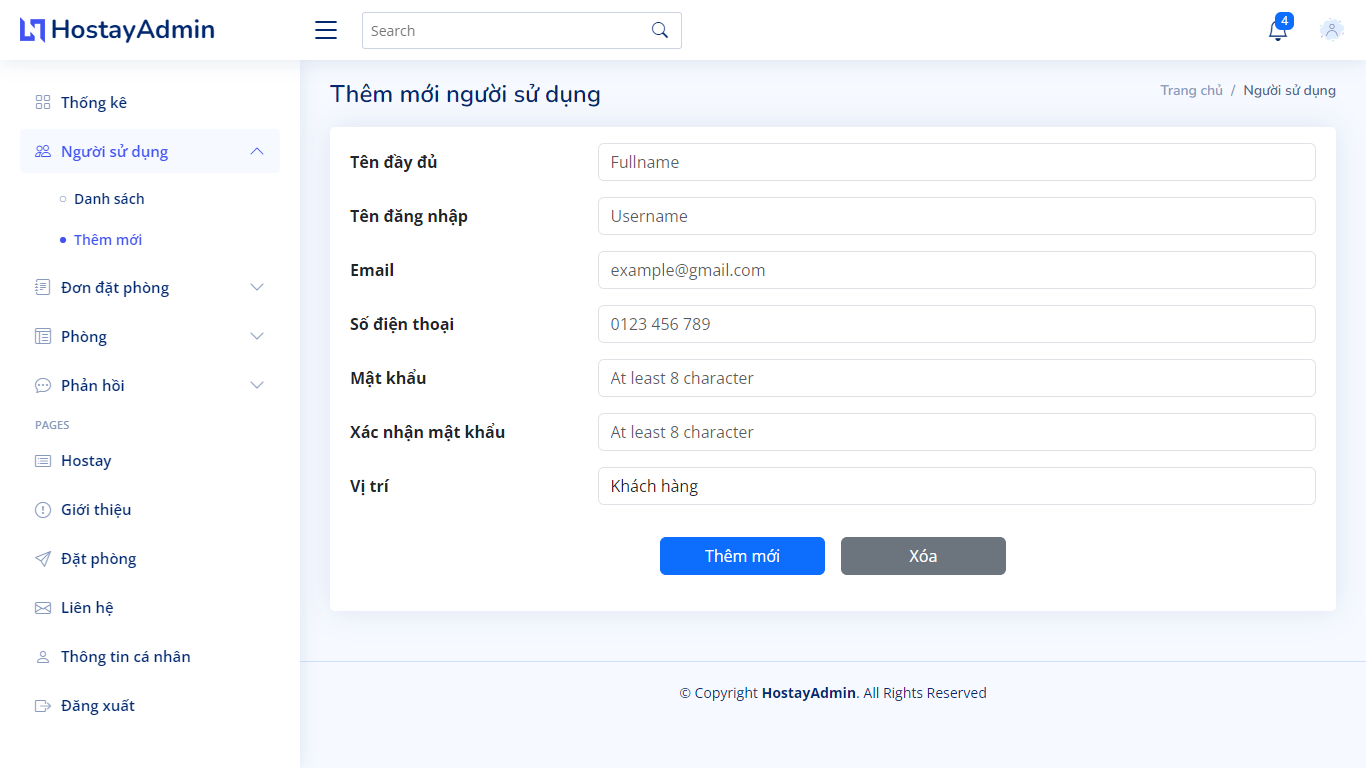 HostayAdmin
Search
4
Thống kê
Người sử dụng
Danh sách
Thêm mới
Đơn đặt phòng
Phòng
Phản hồi
PAGES
Hostay
Giới thiệu
Đặt phòng
Liên hệ
Thông tin cá nhân
Đăng xuất
Thêm mới người sử dụng
Trang chủ / Người sử dụng
Tên đầy đủ Fullname
Tên đăng nhập Username
Email example@gmail.com
Số điện thoại 0123 456 789
Mật khẩu At least 8 character
Xác nhận mật khẩu At least 8 character
Vị trí Khách hàng
Thêm mới Xóa
© Copyright HostayAdmin. All Rights Reserved